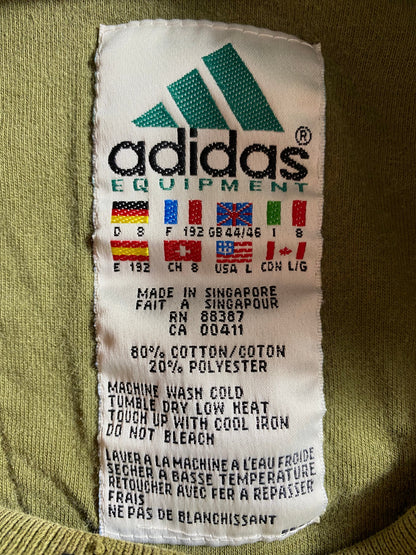 adidas®
EQUIPMENT
D 8 F 192 GB 44/46 I 8
E 192 CH 8 USA L CDN L/G
MADE IN SINGAPORE
FAIT À SINGAPOUR
RN 88387
CA 00411
80% COTTON/COTON
20% POLYESTER
MACHINE WASH COLD
TUMBLE DRY LOW HEAT
TOUCH UP WITH COOL IRON
DO NOT BLEACH
LAVER A LA MACHINE A L'EAU FROIDE
SECHER A BASSE TEMPERATURE
RETOUCHER AVEC FER A REPASSER
FRAIS
NE PAS DE BLANCHISSANT